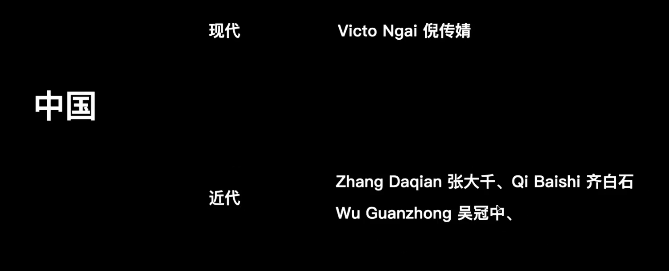 现代
Victo Ngai 倪传婧
中国
近代
Zhang Daqian 张大千、Qi Baishi 齐白石
Wu Guanzhong 吴冠中、